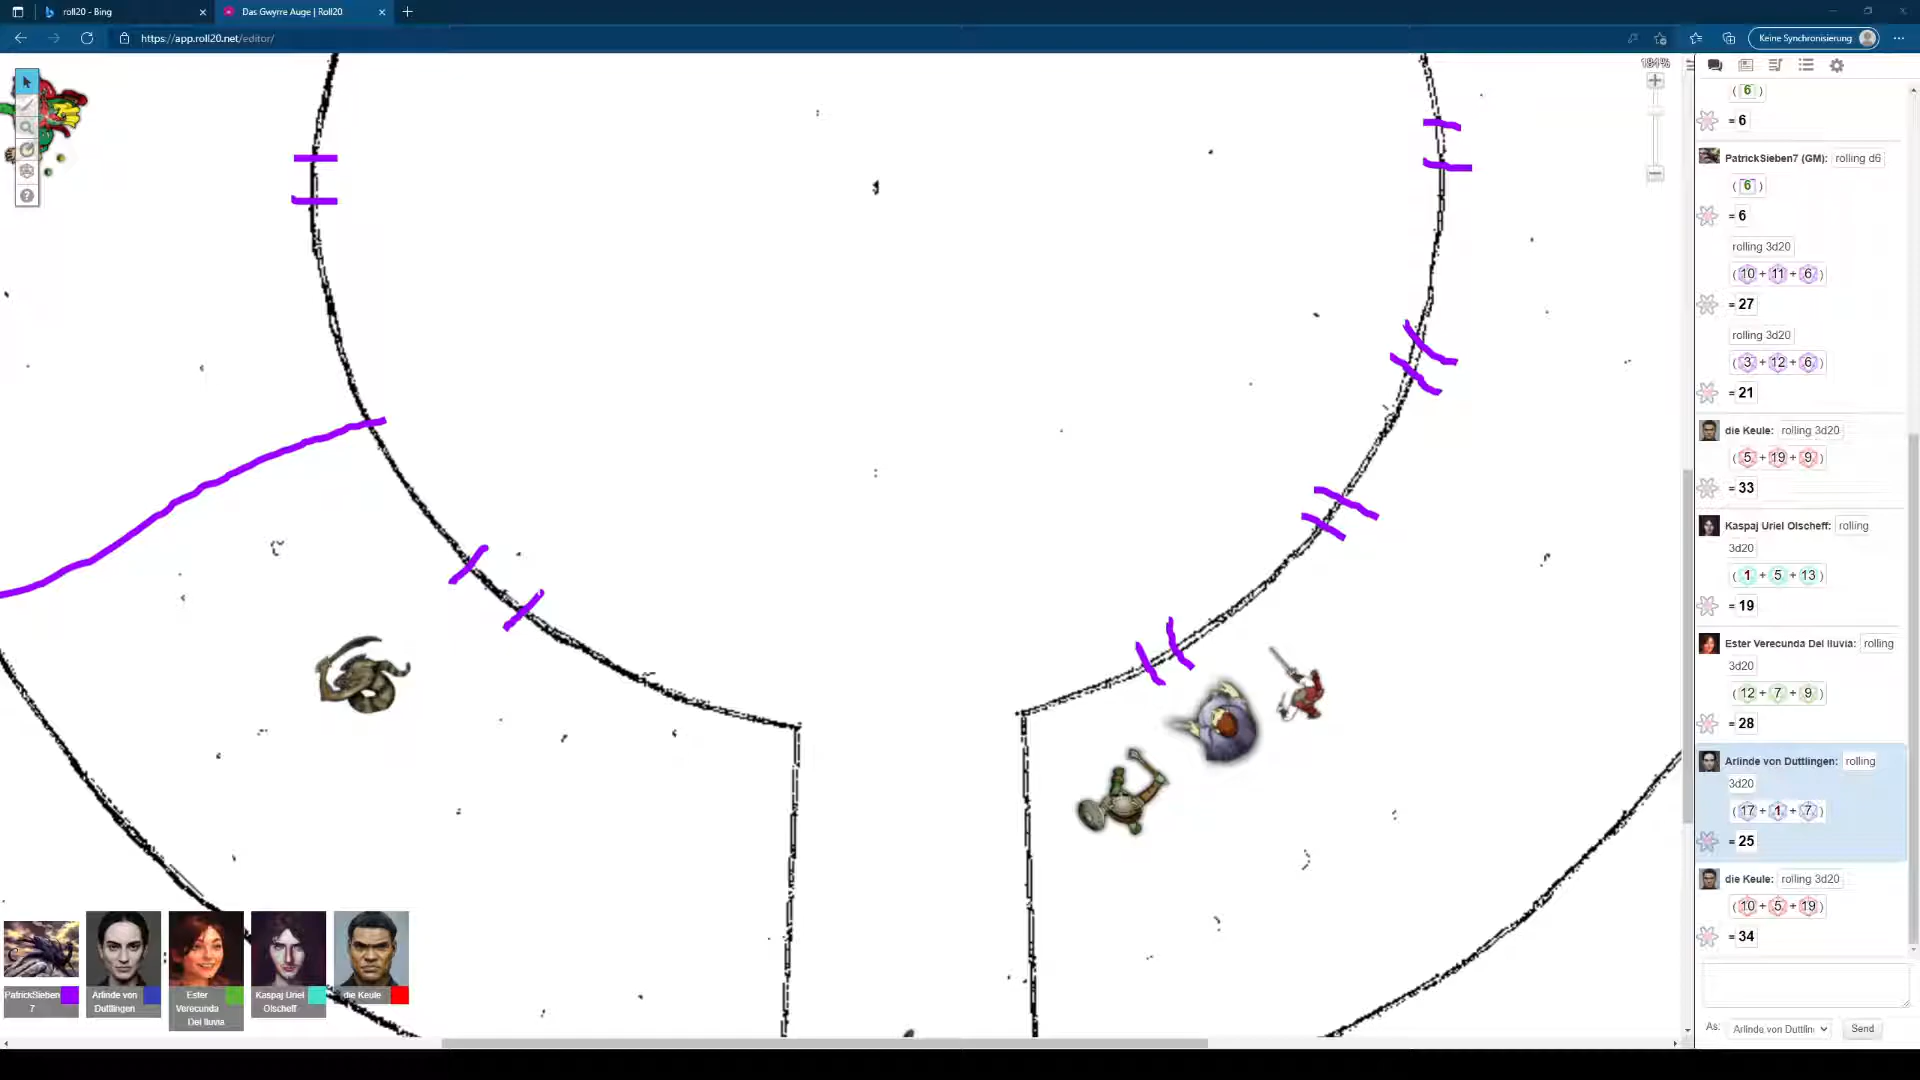 roll20 - Bing
Das Gwyrre Auge | Roll20
https://app.roll20.net/editor/
Keine Synchronisierung
184%
( 6 )
= 6
PatrickSieben7 (GM): rolling d6
( 6 )
= 6
rolling 3d20
( 10 + 11 + 6 )
= 27
rolling 3d20
( 3 + 12 + 6 )
= 21
die Keule: rolling 3d20
( 5 + 19 + 9 )
= 33
Kaspaj Uriel Olscheff: rolling
3d20
( 1 + 5 + 13 )
= 19
Ester Verecunda Del lluvia: rolling
3d20
( 12 + 7 + 9 )
= 28
Arlinde von Duttlingen: rolling
3d20
( 17 + 1 + 7 )
= 25
die Keule: rolling 3d20
( 10 + 5 + 19 )
= 34
PatrickSieben
7
Arlinde von
Duttlingen
Ester
Verecunda
Del lluvia
Kaspaj Uriel
Olscheff
die Keule
As: Arlinde von Duttlin
Send